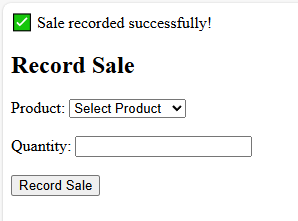 ✅ Sale recorded successfully!
Record Sale
Product: Select Product
Quantity:
Record Sale